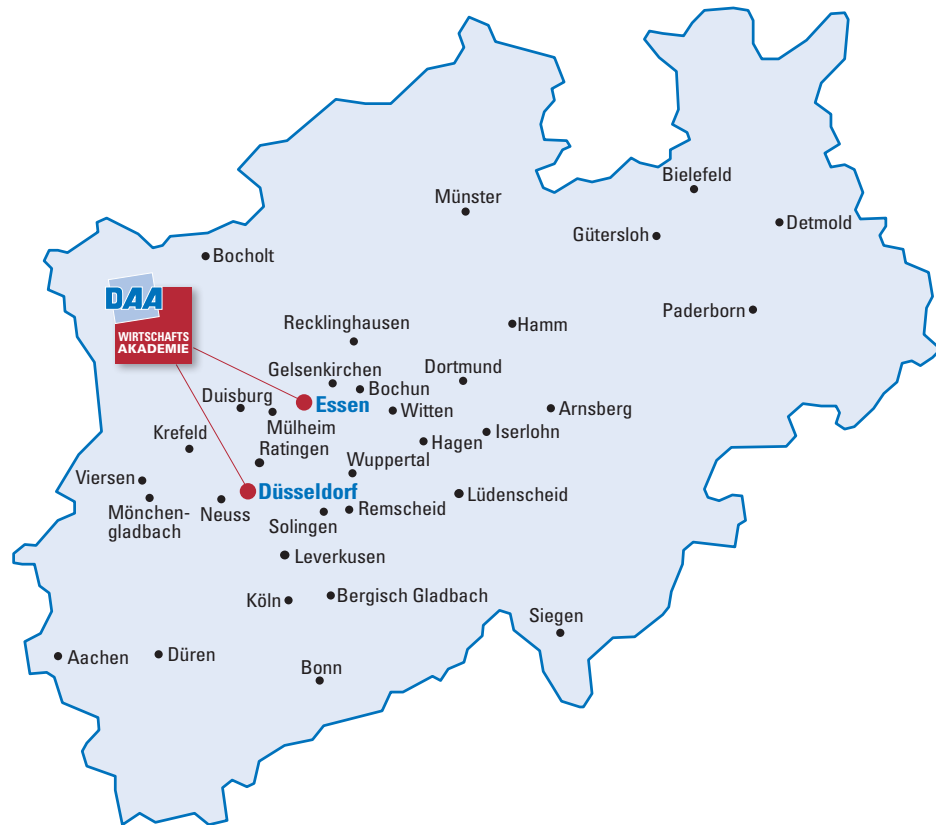 Bielefeld
Münster
Detmold
Gütersloh
Bocholt
DAA
WIRTSCHAFTS
AKADEMIE
Paderborn
Recklinghausen
Hamm
Gelsenkirchen
Dortmund
Bochun
Duisburg
Essen
Witten
Arnsberg
Mülheim
Krefeld
Iserlohn
Hagen
Ratingen
Wuppertal
Viersen
Düsseldorf
Lüdenscheid
Mönchen-
gladbach
Neuss
Remscheid
Solingen
Leverkusen
Köln
Bergisch Gladbach
Siegen
Aachen
Düren
Bonn